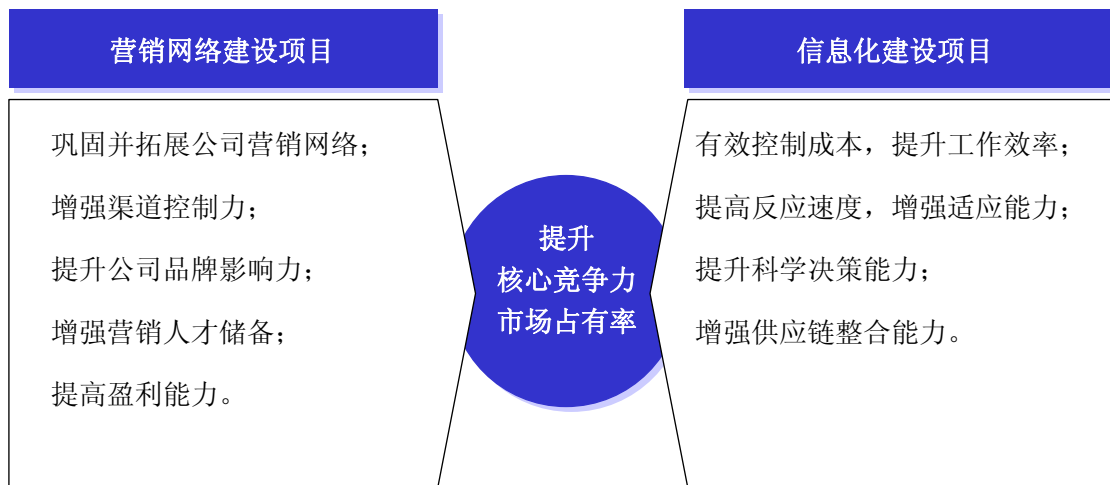 营销网络建设项目
巩固并拓展公司营销网络；
增强渠道控制力；
提升公司品牌影响力；
增强营销人才储备；
提高盈利能力。
提升
核心竞争力
市场占有率
信息化建设项目
有效控制成本，提升工作效率；
提高反应速度，增强适应能力；
提升科学决策能力；
增强供应链整合能力。